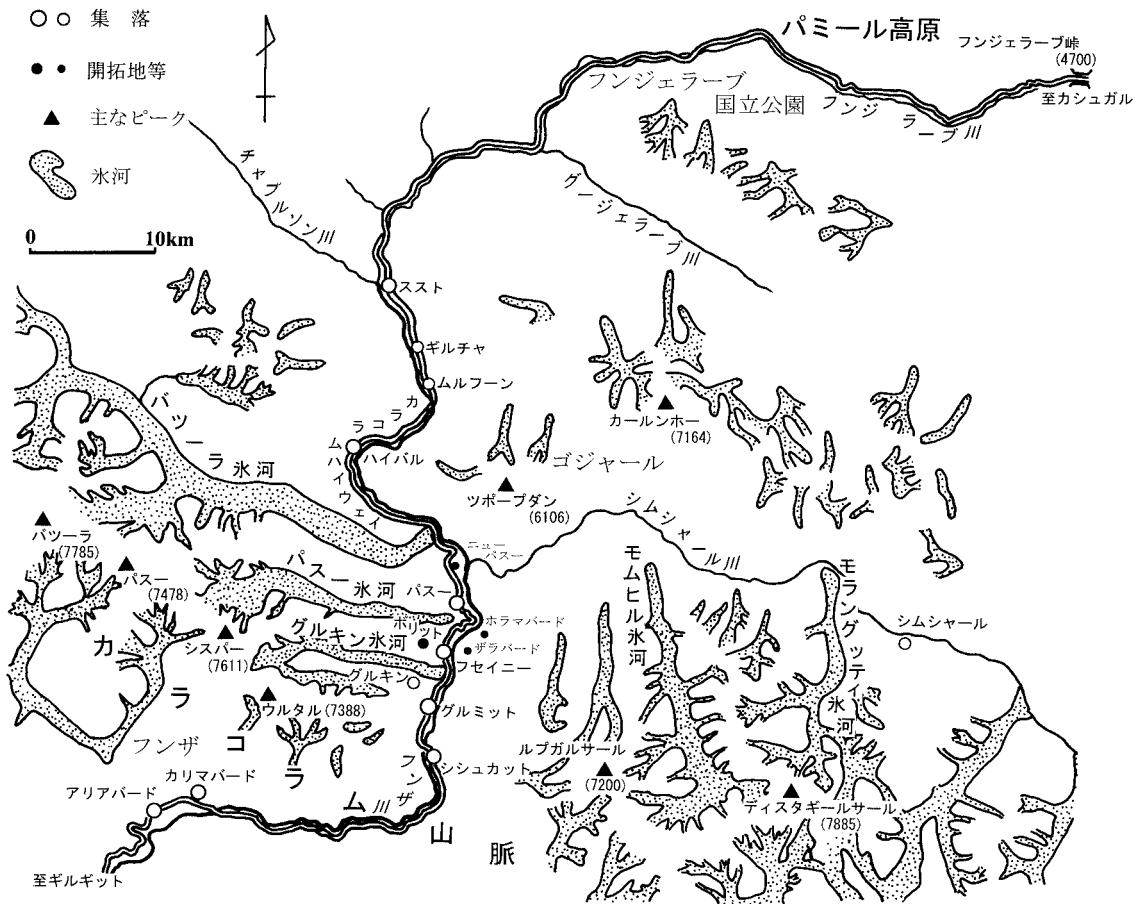 集落
開拓地等
主なピーク
氷河
0 10km
パミール高原
フンジェラーブ峠
(4700)
至カシュガル
フンジェラーブ
国立公園
フンジ
ラーブ川
チャプルソン川
グージェラーブ川
ススト
ギルチャ
ムルフーン
カラコラムハイウェイ
ハイバル
カールンホー
(7164)
ゴジャール
ツポープダン
(6106)
バツーラ氷河
シムシャール川
バツーラ
(7785)
パスー
(7478)
ニュー
パスー
パスー氷河
パスー
モムヒル氷河
モラングッティ氷河
シムシャール
ホラマバード
ボリット
ザラバード
シスパー
(7611)
グルキン氷河
フセイニー
グルキン
ウルタル(7388)
グルミット
フンザ
シシュカット
ルプガルサール
(7200)
ディスタギールサール
(7885)
カリマバード
アリアバード
フンザ川
カラコラム山脈
至ギルギット